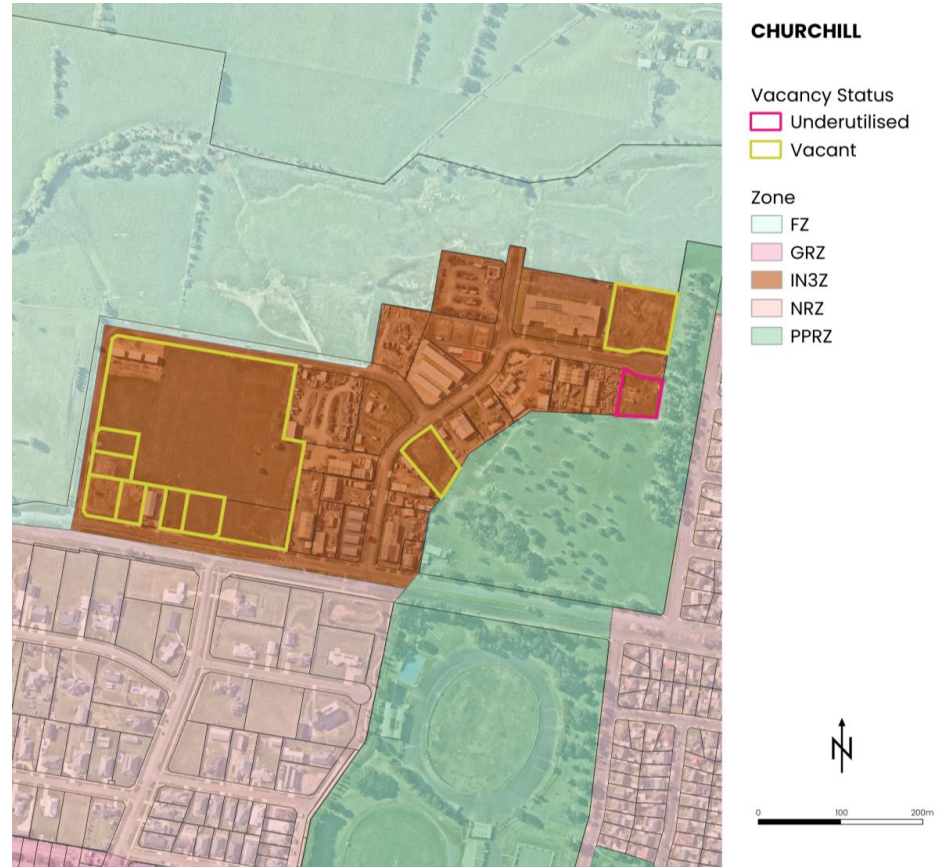 CHURCHILL
Vacancy Status
Underutilised
Vacant
Zone
FZ
GRZ
IN3Z
NRZ
PPRZ
N
0 100 200m